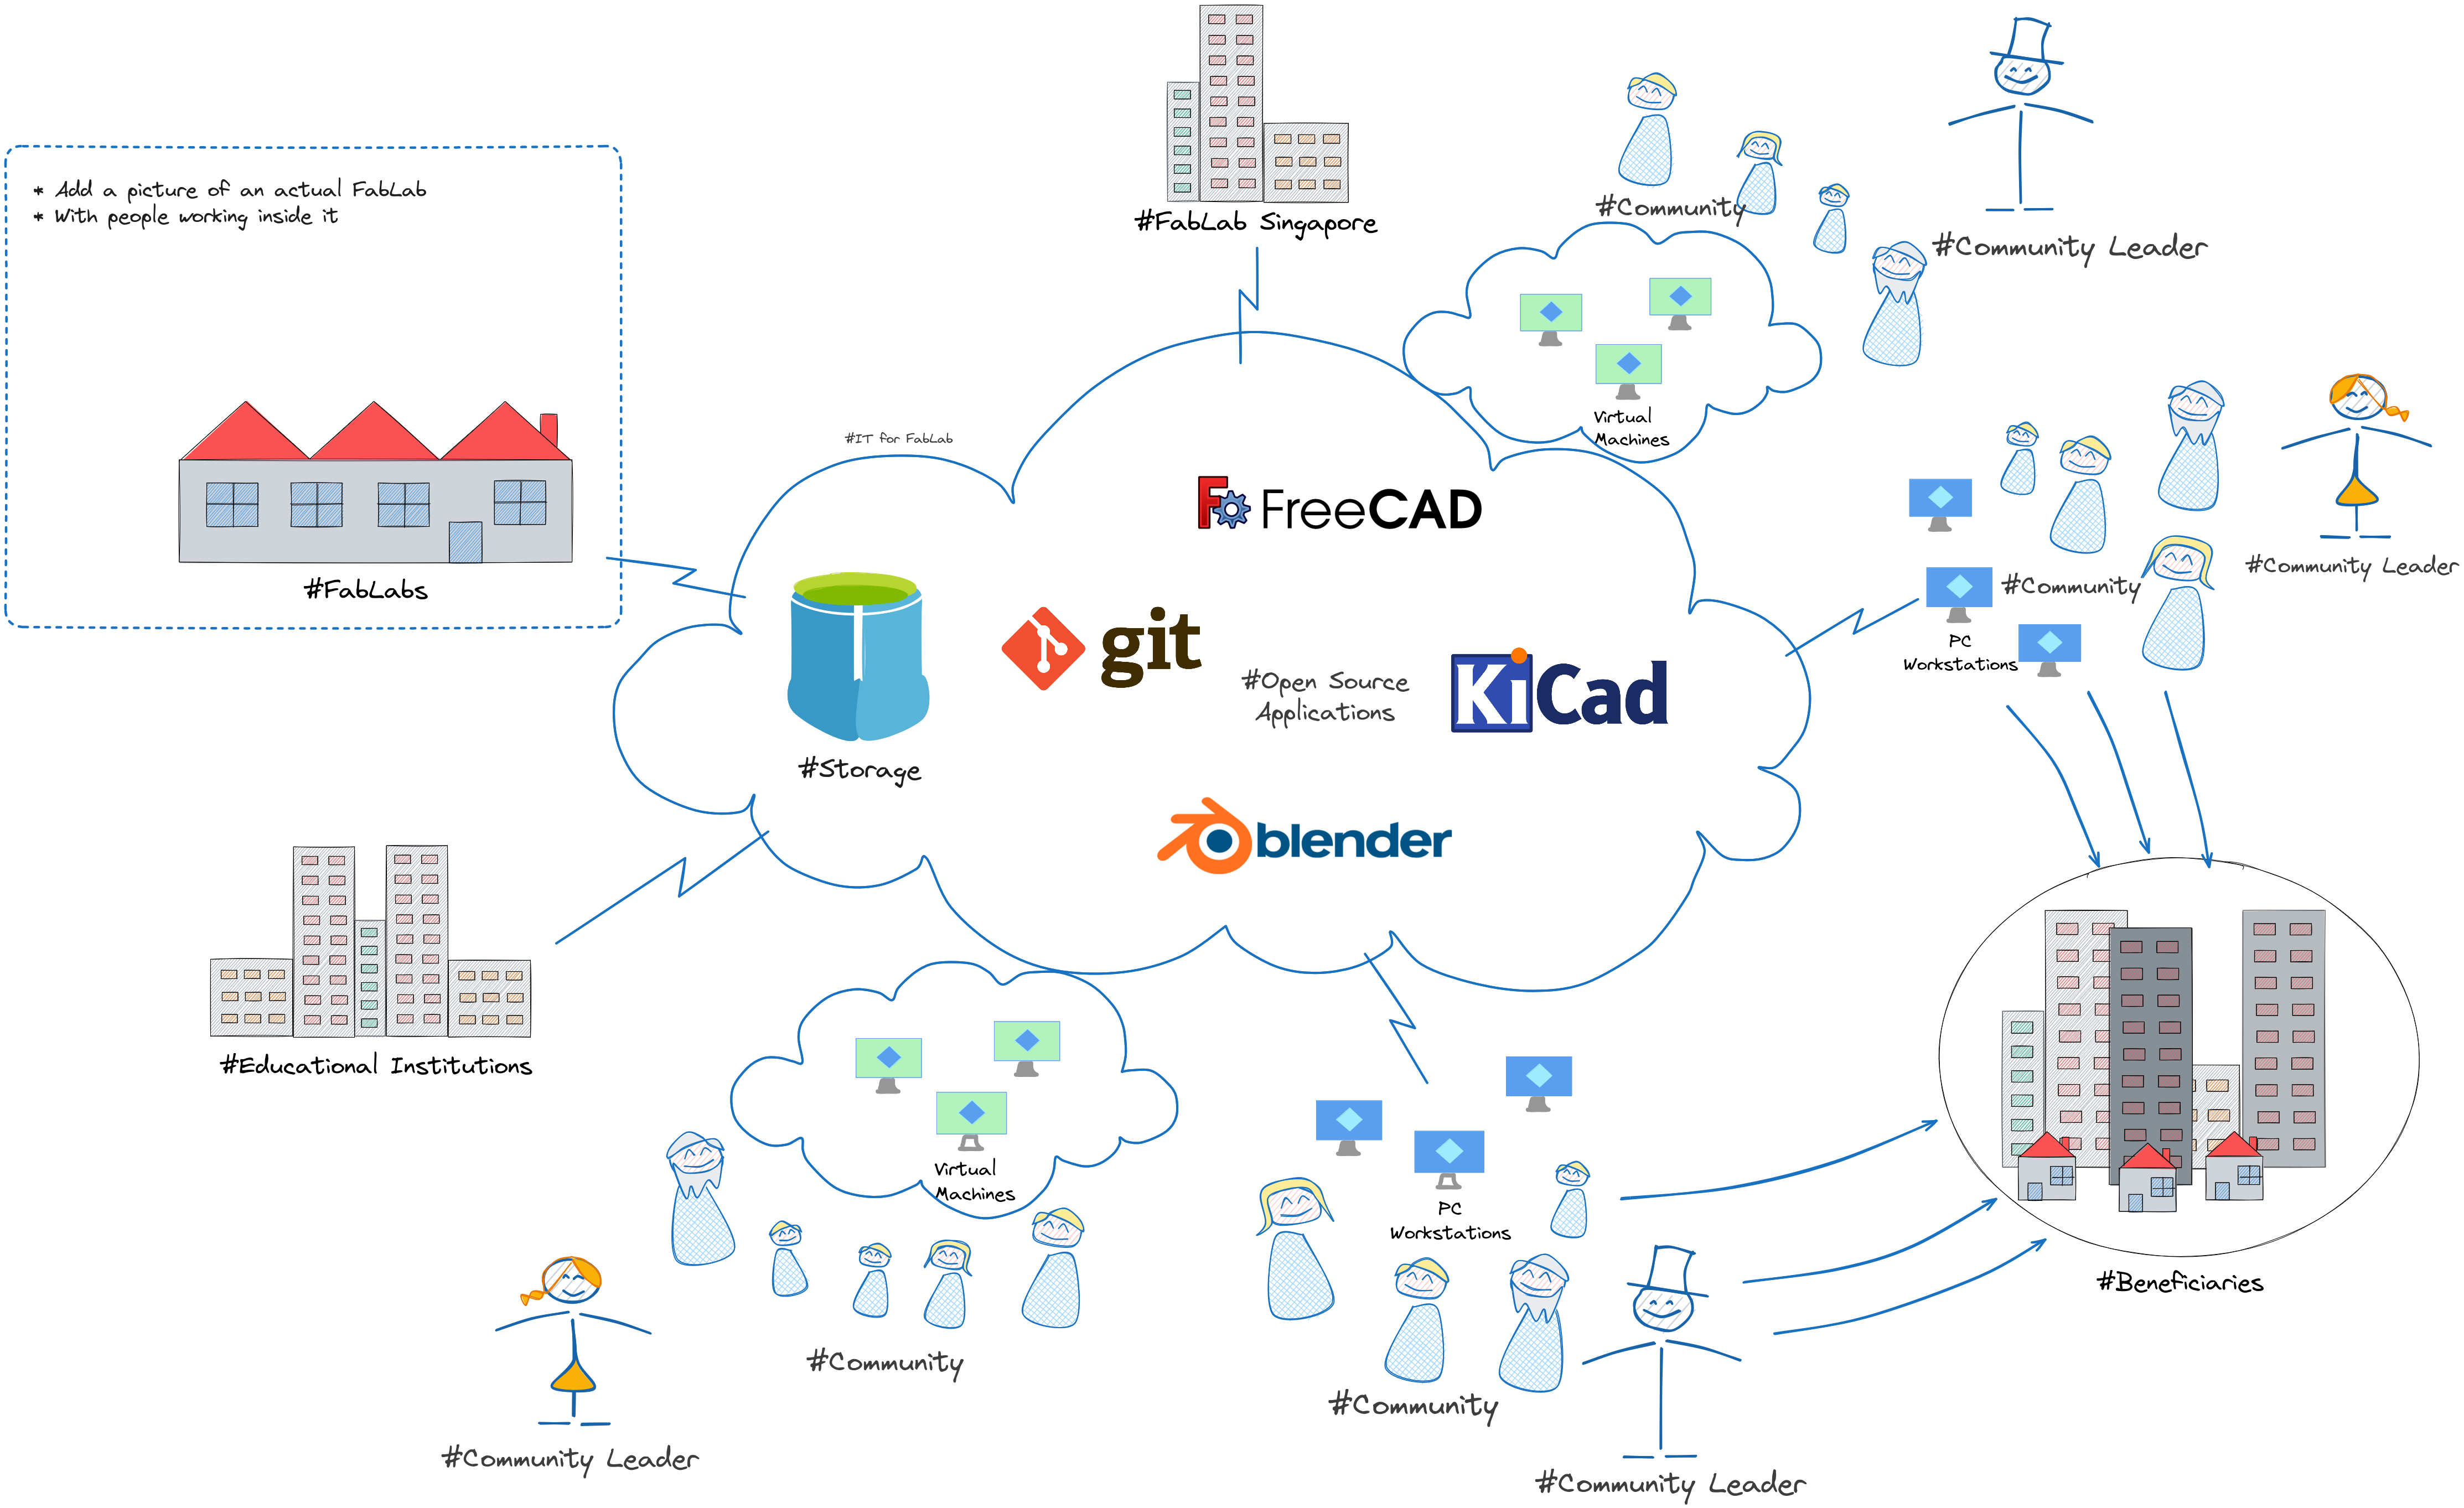 * Add a picture of an actual FabLab
* With people working inside it
#FabLabs
#FabLab Singapore
#Community
#Community Leader
Virtual
Machines
#IT for FabLab
FreeCAD
#Storage
git
#Open Source
Applications
KiCad
blender
#Community
#Community Leader
PC
Workstations
#Educational Institutions
Virtual
Machines
#Community
#Community Leader
PC
Workstations
#Community
#Community Leader
#Beneficiaries